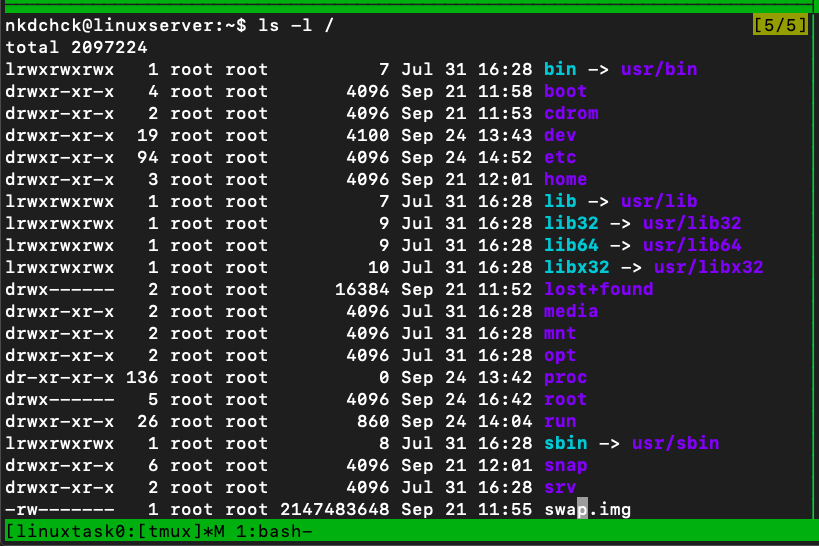 nkdchck@linuxserver:~$ ls -l / [5/5]
total 2097224
lrwxrwxrwx   1 root root          7 Jul 31 16:28 bin -> usr/bin
drwxr-xr-x   4 root root       4096 Sep 21 11:58 boot
drwxr-xr-x   2 root root       4096 Sep 21 11:53 cdrom
drwxr-xr-x  19 root root       4100 Sep 24 13:43 dev
drwxr-xr-x  94 root root       4096 Sep 24 14:52 etc
drwxr-xr-x   3 root root       4096 Sep 21 12:01 home
lrwxrwxrwx   1 root root          7 Jul 31 16:28 lib -> usr/lib
lrwxrwxrwx   1 root root          9 Jul 31 16:28 lib32 -> usr/lib32
lrwxrwxrwx   1 root root          9 Jul 31 16:28 lib64 -> usr/lib64
lrwxrwxrwx   1 root root         10 Jul 31 16:28 libx32 -> usr/libx32
drwx------   2 root root      16384 Sep 21 11:52 lost+found
drwxr-xr-x   2 root root       4096 Jul 31 16:28 media
drwxr-xr-x   2 root root       4096 Jul 31 16:28 mnt
drwxr-xr-x   2 root root       4096 Jul 31 16:28 opt
dr-xr-xr-x 136 root root          0 Sep 24 13:42 proc
drwx------   5 root root       4096 Sep 24 16:42 root
drwxr-xr-x  26 root root        860 Sep 24 14:04 run
lrwxrwxrwx   1 root root          8 Jul 31 16:28 sbin -> usr/sbin
drwxr-xr-x   6 root root       4096 Sep 21 12:01 snap
drwxr-xr-x   2 root root       4096 Jul 31 16:28 srv
-rw-------   1 root root 2147483648 Sep 21 11:55 swap.img
[linuxtask0:[tmux]*M 1:bash-